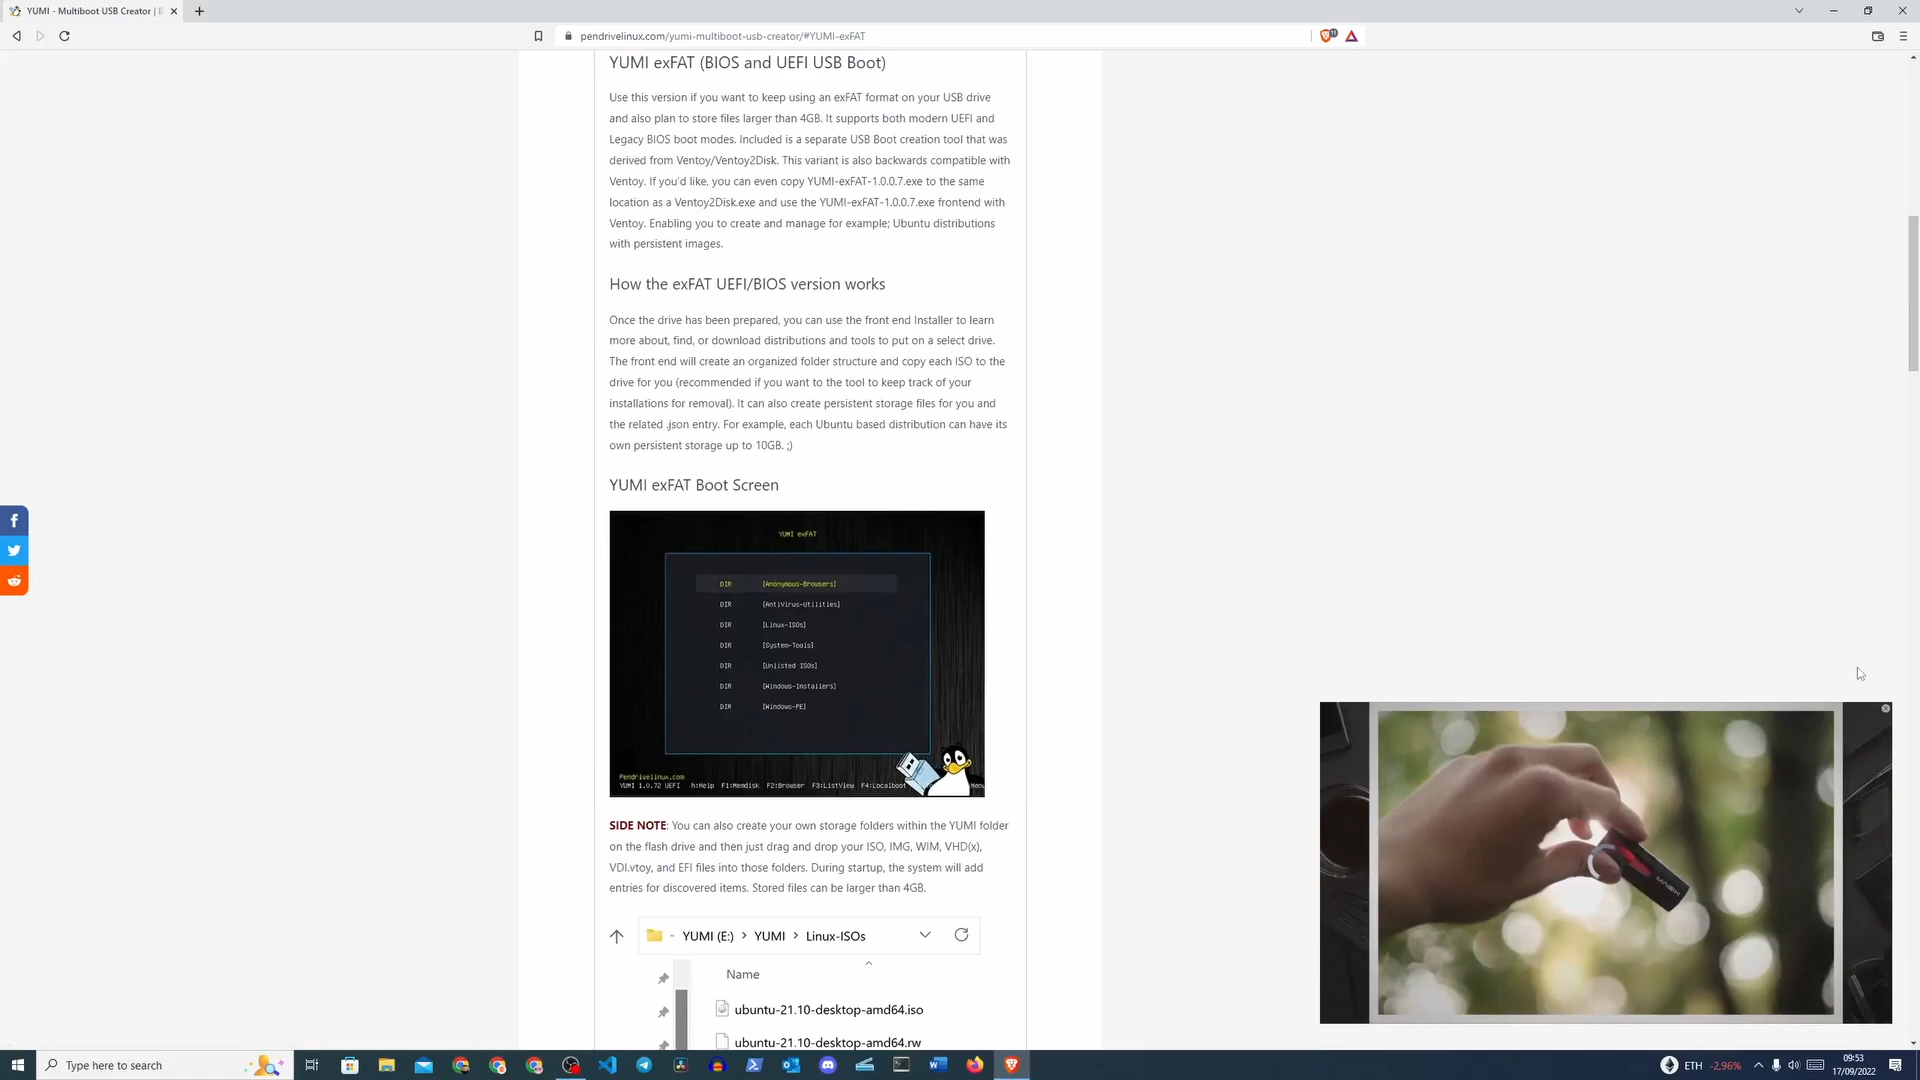 YUMI - Multiboot USB Creator | B
pendrivelinux.com/yumi-multiboot-usb-creator/#YUMI-exFAT
11
YUMI exFAT (BIOS and UEFI USB Boot)
Use this version if you want to keep using an exFAT format on your USB drive
and also plan to store files larger than 4GB. It supports both modern UEFI and
Legacy BIOS boot modes. Included is a separate USB Boot creation tool that was
derived from Ventoy/Ventoy2Disk. This variant is also backwards compatible with
Ventoy. If you'd like, you can even copy YUMI-exFAT-1.0.0.7.exe to the same
location as a Ventoy2Disk.exe and use the YUMI-exFAT-1.0.0.7.exe frontend with
Ventoy. Enabling you to create and manage for example; Ubuntu distributions
with persistent images.
How the exFAT UEFI/BIOS version works
Once the drive has been prepared, you can use the front end Installer to learn
more about, find, or download distributions and tools to put on a select drive.
The front end will create an organized folder structure and copy each ISO to the
drive for you (recommended if you want to the tool to keep track of your
installations for removal). It can also create persistent storage files for you and
the related .json entry. For example, each Ubuntu based distribution can have its
own persistent storage up to 10GB. ;)
YUMI exFAT Boot Screen
YUMI exFAT
DIR [Anonymous-Browsers]
DIR [AntiVirus-Utilities]
DIR [Linux-ISOs]
DIR [System-Tools]
DIR [Unlisted ISOs]
DIR [Windows-Installers]
DIR [Windows-PE]
Pendrivelinux.com
YUMI 1.0.72 UEFI h:Help F1:Memdisk F2:Browser F3:ListView F4:Localboot
SIDE NOTE: You can also create your own storage folders within the YUMI folder
on the flash drive and then just drag and drop your ISO, IMG, WIM, VHD(x),
VDI.vtoy, and EFI files into those folders. During startup, the system will add
entries for discovered items. Stored files can be larger than 4GB.
YUMI (E:) > YUMI > Linux-ISOs
Name
ubuntu-21.10-desktop-amd64.iso
ubuntu-21.10-desktop-amd64.rw
Type here to search
ETH -2,96%
09:53
17/09/2022